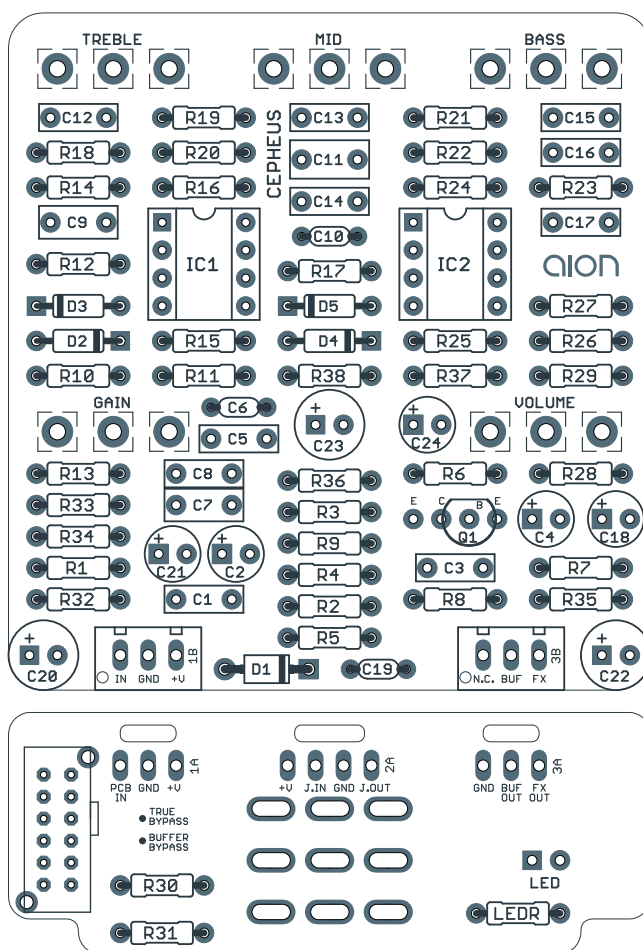 TREBLE MID BASS
C12 R19 C13 R21 C15
R18 R20 CEPHEUS C11 R22 C16
R14 R16 C14 R24 R23
C9 C10 C17
R12 IC1 R17 IC2 aion
D3 D5 R27
D2 R15 D4 R25 R26
R10 R11 R38 R37 R29
GAIN C6 + + VOLUME
C5 C23 C24
R13 C8 R36 R6 R28
R33 C7 R3 E C B E + +
R34 + + R9 Q1 C4 C18
R1 C21 C2 R4 C3 R7
R32 C1 R2 R8 R35
+ R5 +
C20 IN GND +V 1B D1 C19 N.C. BUF FX 3B C22
1A 2A 3A
PCB IN GND +V +V J.IN GND J.OUT GND BUF OUT FX OUT
TRUE
BYPASS
BUFFER
BYPASS
R30 LED
R31 LEDR